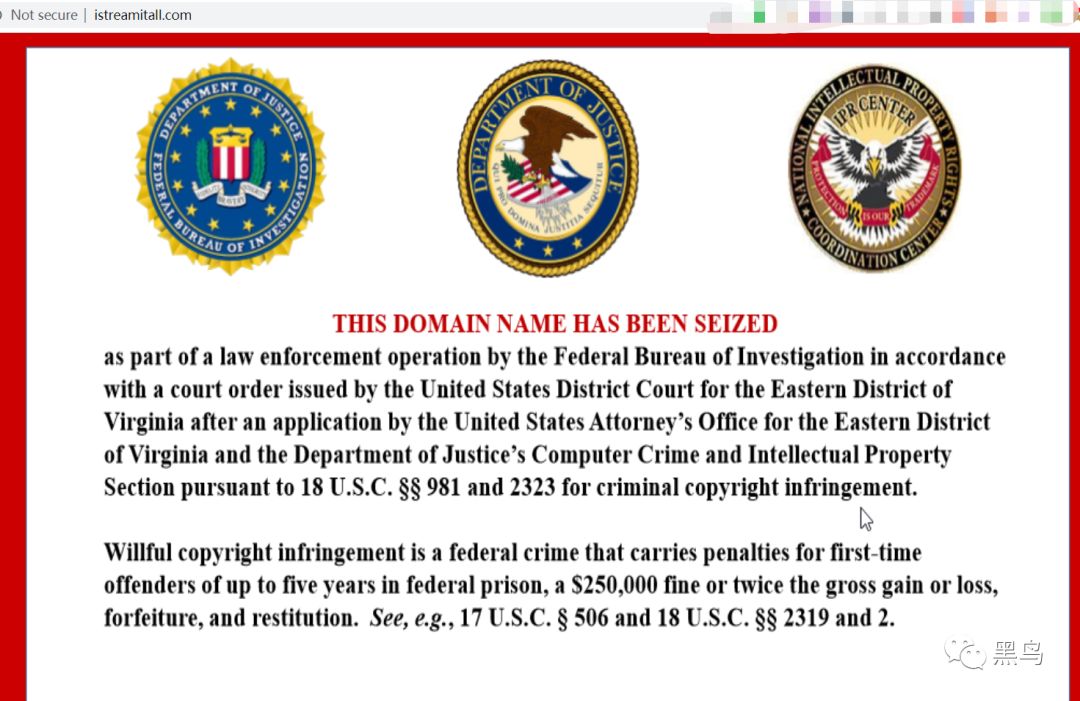 Not secure | istreamitall.com
DEPARTMENT OF JUSTICE
FEDERAL BUREAU OF INVESTIGATION
FIDELITY BRAVERY INTEGRITY
DEPARTMENT OF JUSTICE
QUI PRO DOMINA JUSTITIA SEQUITUR
NATIONAL INTELLECTUAL PROPERTY RIGHTS
COORDINATION CENTER
IPR CENTER
PROTECTION IS OUR TRADEMARK
THIS DOMAIN NAME HAS BEEN SEIZED
as part of a law enforcement operation by the Federal Bureau of Investigation in accordance
with a court order issued by the United States District Court for the Eastern District of
Virginia after an application by the United States Attorney’s Office for the Eastern District
of Virginia and the Department of Justice’s Computer Crime and Intellectual Property
Section pursuant to 18 U.S.C. §§ 981 and 2323 for criminal copyright infringement.
Willful copyright infringement is a federal crime that carries penalties for first-time
offenders of up to five years in federal prison, a $250,000 fine or twice the gross gain or loss,
forfeiture, and restitution. See, e.g., 17 U.S.C. § 506 and 18 U.S.C. §§ 2319 and 2.
黑鸟